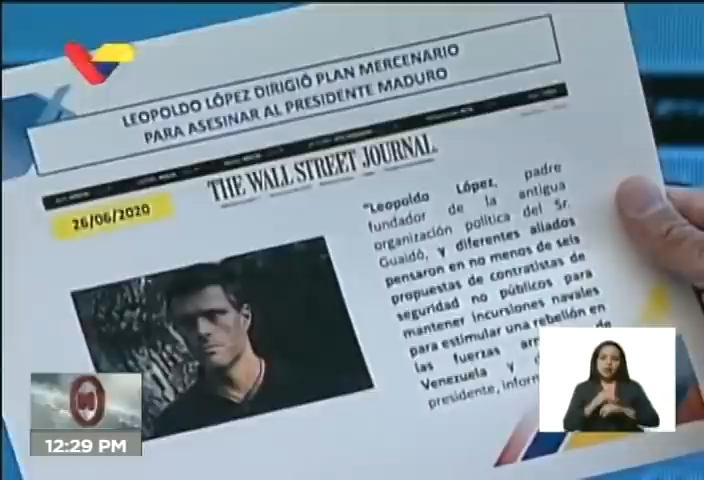 LEOPOLDO LÓPEZ DIRIGIÓ PLAN MERCENARIO
PARA ASESINAR AL PRESIDENTE MADURO
THE WALL STREET JOURNAL.
26/06/2020
"Leopoldo López, padre
fundador de la antigua
organización política del Sr.
Guaidó, y diferentes aliados
pensaron en no menos de seis
propuestas de contratistas de
seguridad no públicos para
mantener incursiones navales
para estimular una rebelión en
las fuerzas de
Venezuela y
presidente,
12:29 PM